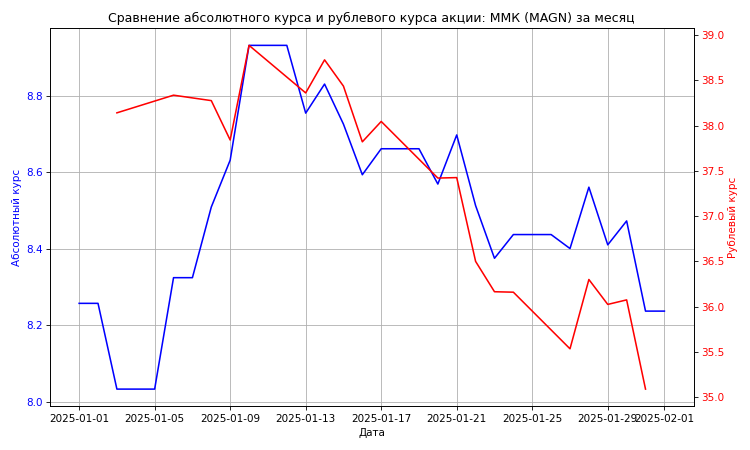 Сравнение абсолютного курса и рублевого курса акции: ММК (MAGN) за месяц
Абсолютный курс
8.8
8.6
8.4
8.2
8.0
39.0
38.5
38.0
37.5
37.0
36.5
36.0
35.5
35.0
Рублевый курс
2025-01-01 2025-01-05 2025-01-09 2025-01-13 2025-01-17 2025-01-21 2025-01-25 2025-01-29 2025-02-01
Дата